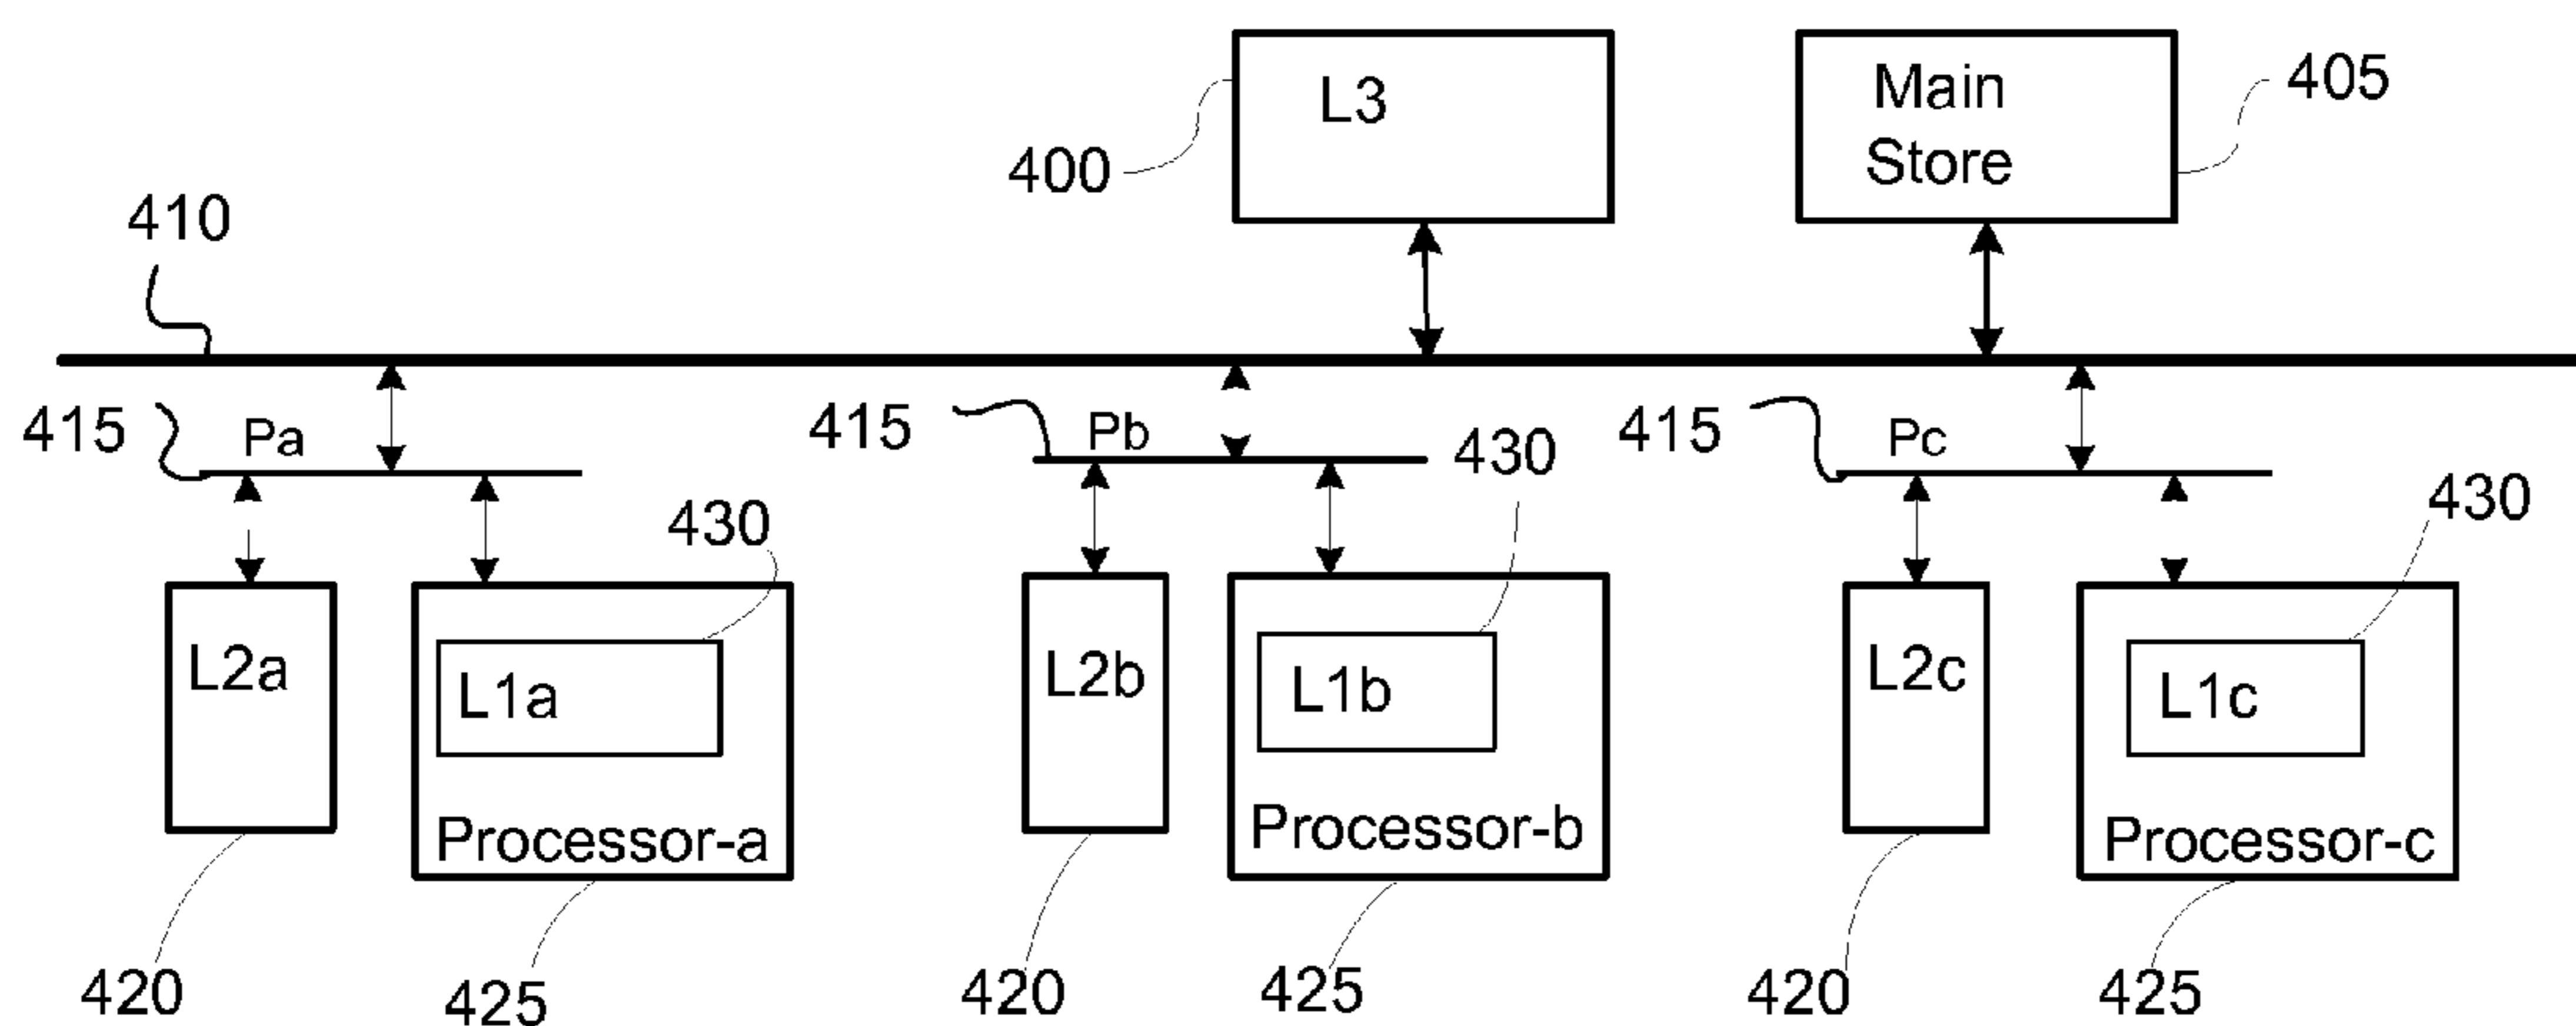 L3
Main
Store
405
400
410
415
Pa
415
Pb
430
415
Pc
430
430
L2a
L1a
L2b
L1b
L2c
L1c
Processor-a
Processor-b
Processor-c
420
425
420
425
420
425